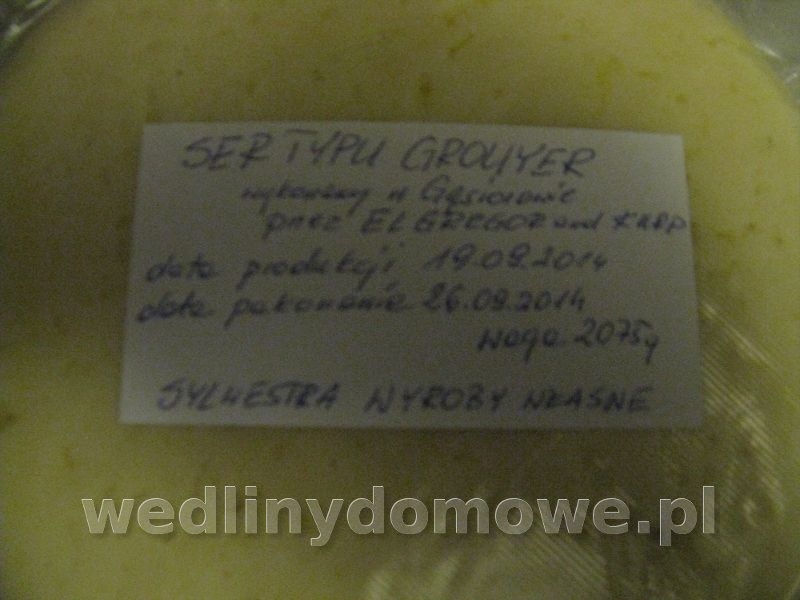 SER TYPU GROUYER
wykonany w Gąsiorowie
przez EL GREGOR and KARP
data produkcji 19.09.2014
data pakowania 26.09.2014
waga 2075g
SYLWESTRA WYROBY WŁASNE
wedlinydomowe.pl